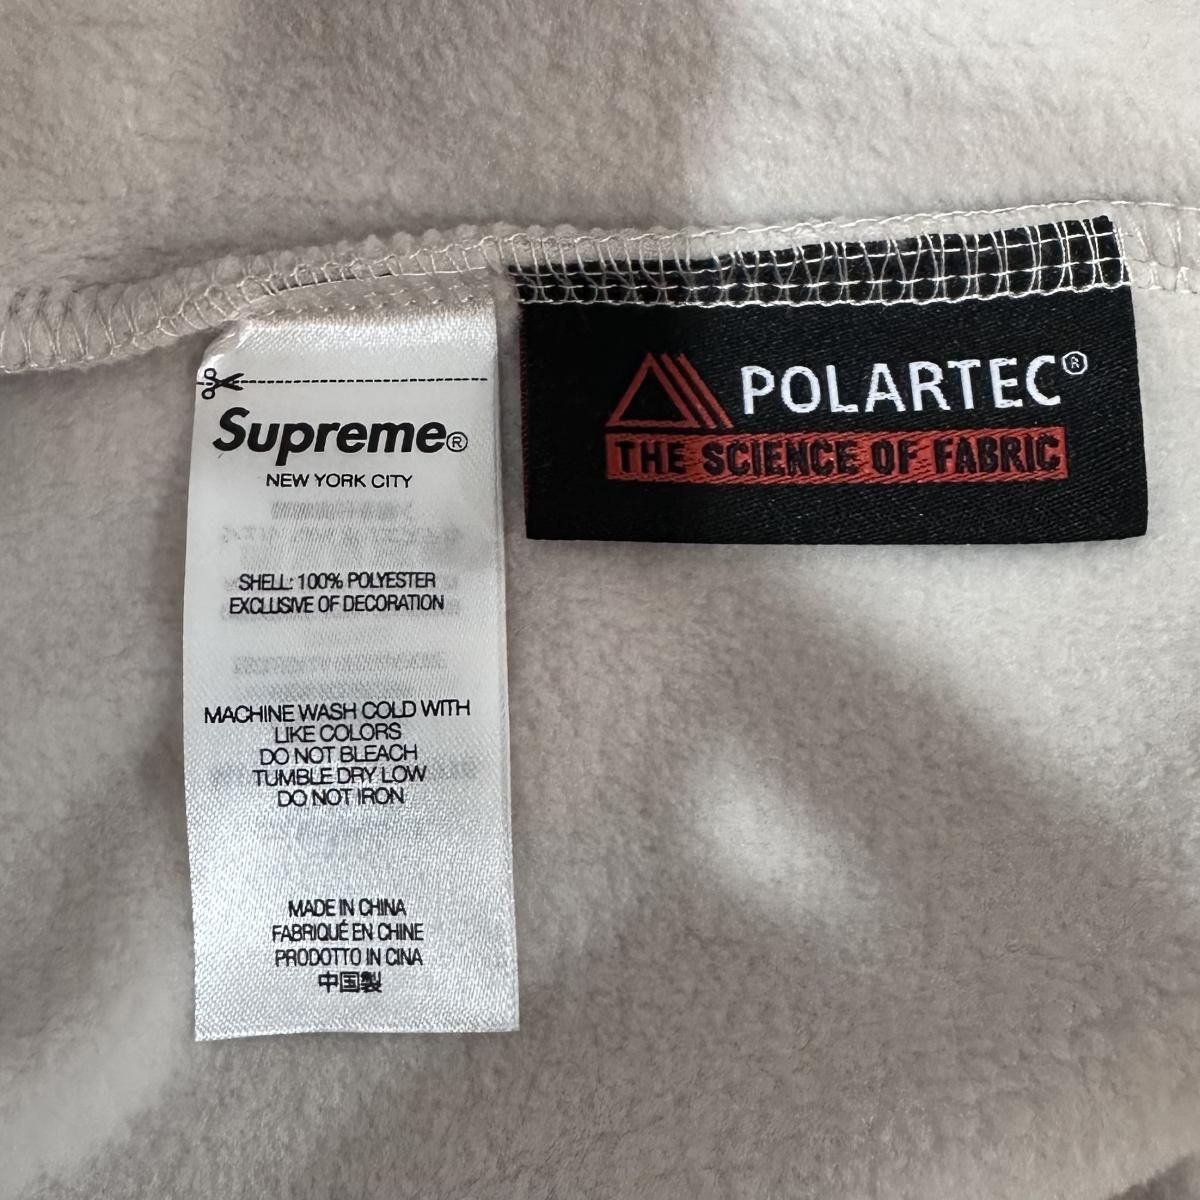 Supreme®
NEW YORK CITY
SHELL: 100% POLYESTER
EXCLUSIVE OF DECORATION
MACHINE WASH COLD WITH
LIKE COLORS
DO NOT BLEACH
TUMBLE DRY LOW
DO NOT IRON
MADE IN CHINA
FABRIQUÉ EN CHINE
PRODOTTO IN CINA
中国製
POLARTEC®
THE SCIENCE OF FABRIC